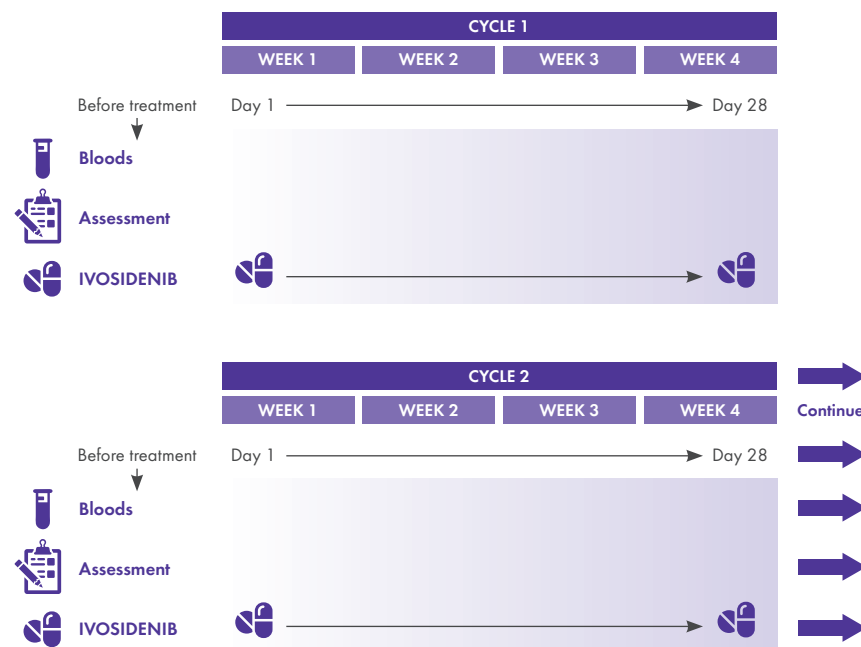 CYCLE 1
WEEK 1 WEEK 2 WEEK 3 WEEK 4
Before treatment Day 1 Day 28
Bloods
Assessment
IVOSIDENIB
CYCLE 2
WEEK 1 WEEK 2 WEEK 3 WEEK 4 Continue
Before treatment Day 1 Day 28
Bloods
Assessment
IVOSIDENIB